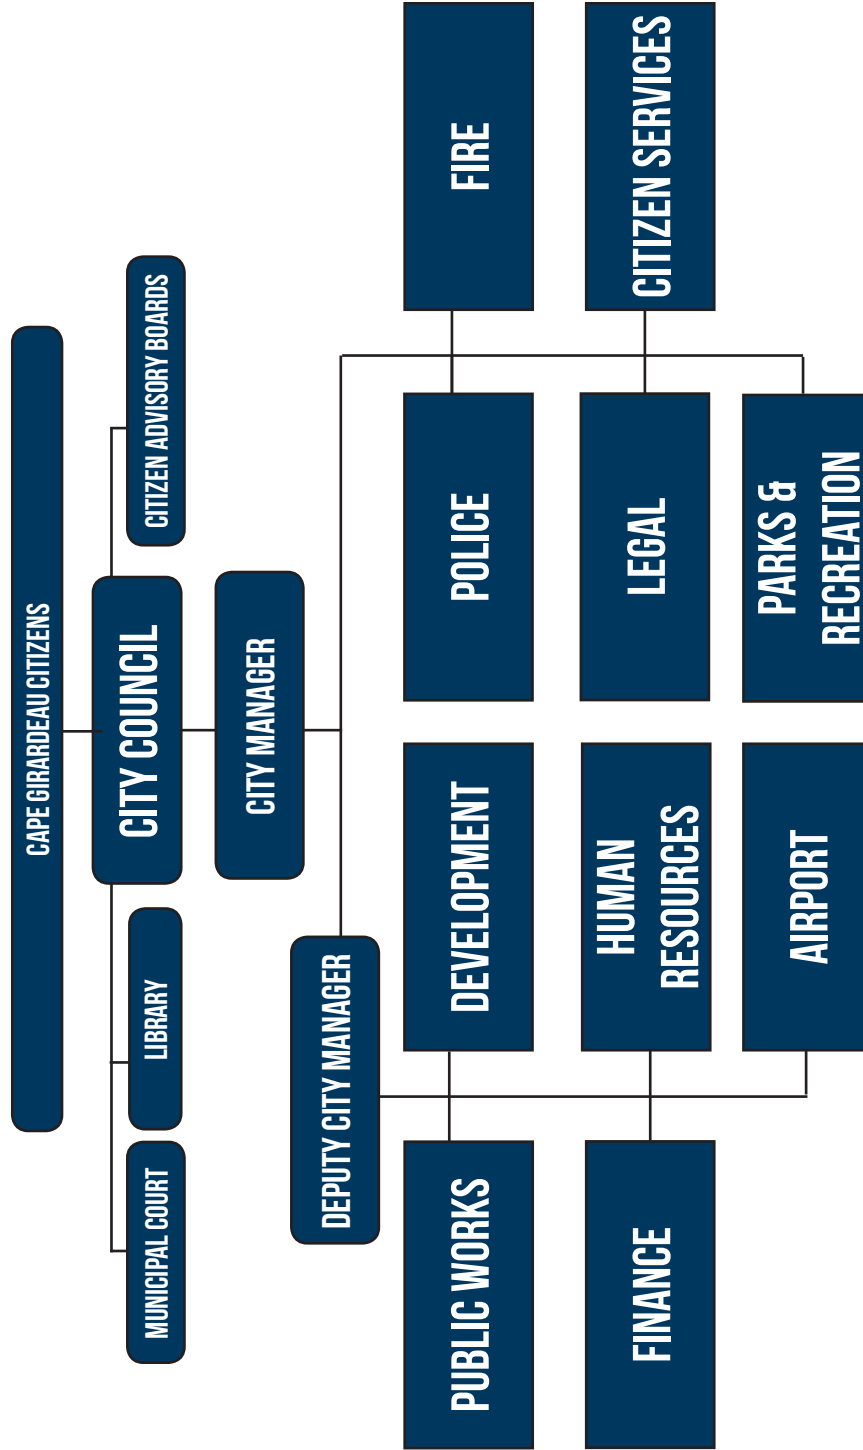 CAPE GIRARDEAU CITIZENS
MUNICIPAL COURT
LIBRARY
CITY COUNCIL
CITIZEN ADVISORY BOARDS
CITY MANAGER
DEPUTY CITY MANAGER
PUBLIC WORKS
DEVELOPMENT
POLICE
FIRE
FINANCE
HUMAN
RESOURCES
LEGAL
CITIZEN SERVICES
AIRPORT
PARKS &
RECREATION